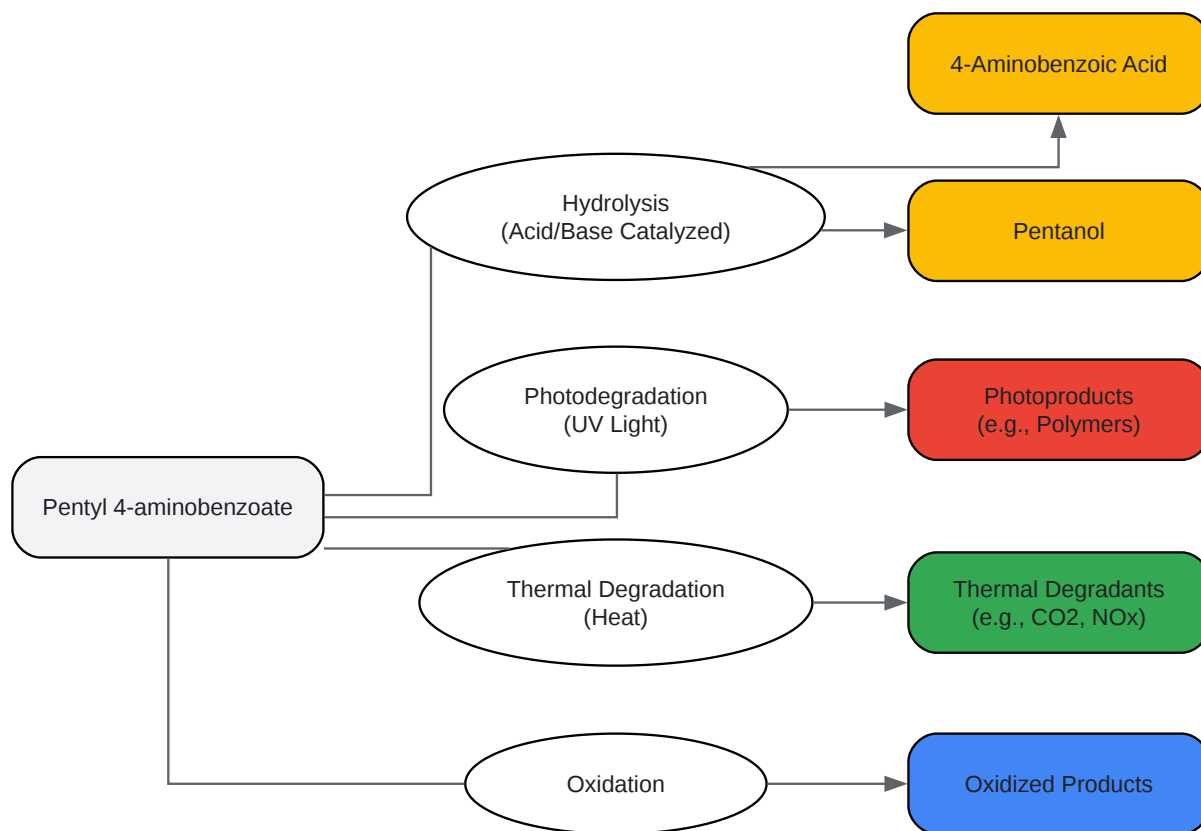 4-Aminobenzoic Acid
Hydrolysis
(Acid/Base Catalyzed)
Pentanol
Photodegradation
(UV Light)
Photoproducts
(e.g., Polymers)
Pentyl 4-aminobenzoate
Thermal Degradation
(Heat)
Thermal Degradants
(e.g., CO2, NOx)
Oxidation
Oxidized Products